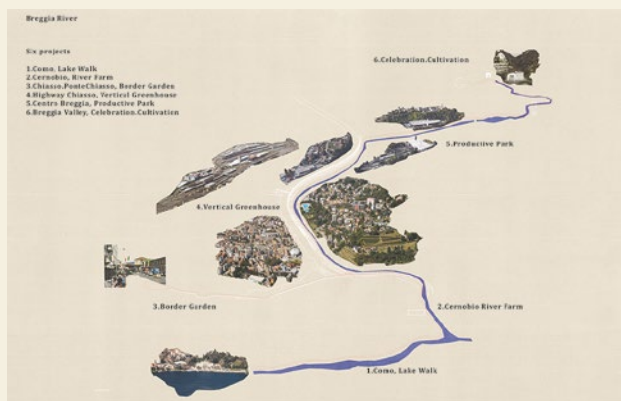 Breggia River
Six projects
1.Como, Lake Walk
2.Cernobio, River Farm
3.Chiasso.PonteChiasso, Border Garden
4.Highway Chiasso, Vertical Greenhouse
5.Centro Breggia, Productive Park
6.Breggia Valley, Celebration.Cultivation
6.Celebration.Cultivation
5.Productive Park
4.Vertical Greenhouse
3.Border Garden
2.Cernobio River Farm
1.Como, Lake Walk